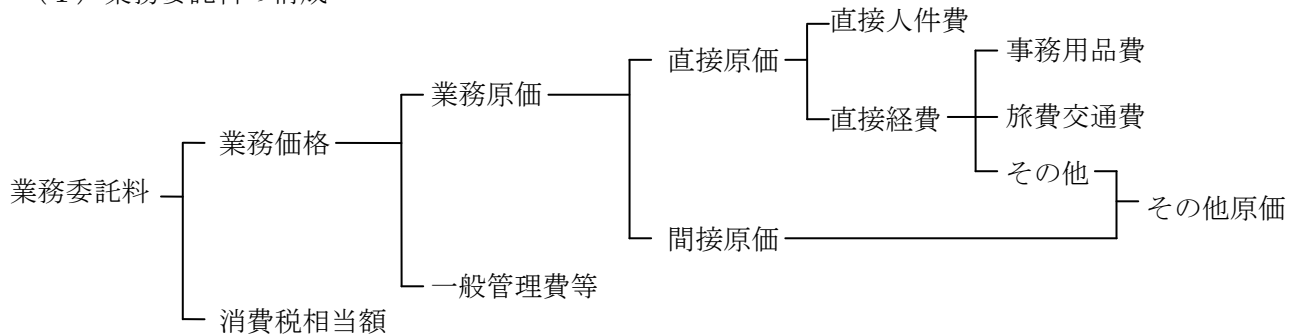 直接人件費
事務用品費
直接原価
業務原価
直接経費
旅費交通費
業務価格
その他
業務委託料
その他原価
間接原価
一般管理費等
消費税相当額